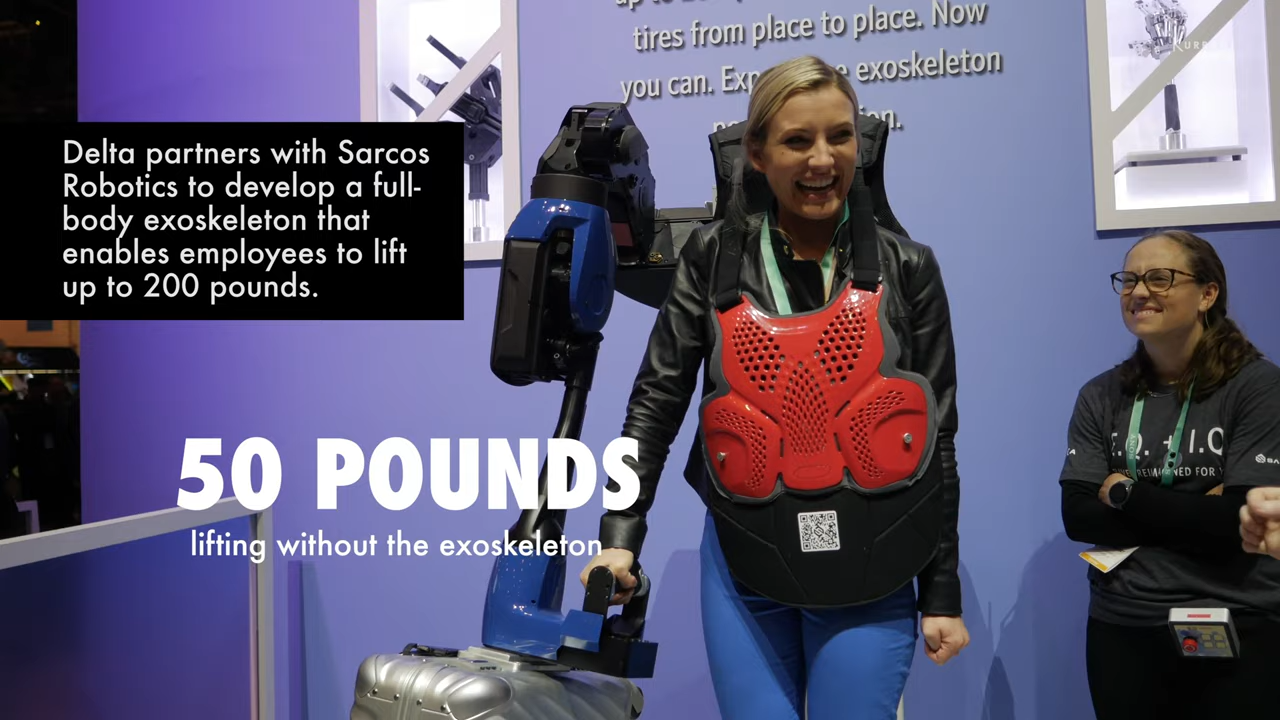 tires from place to place. Now
you can. exoskeleton
Delta partners with Sarcos
Robotics to develop a full-
body exoskeleton that
enables employees to lift
up to 200 pounds.
50 POUNDS
lifting without the exoskeleton
E.Q. + I.Q